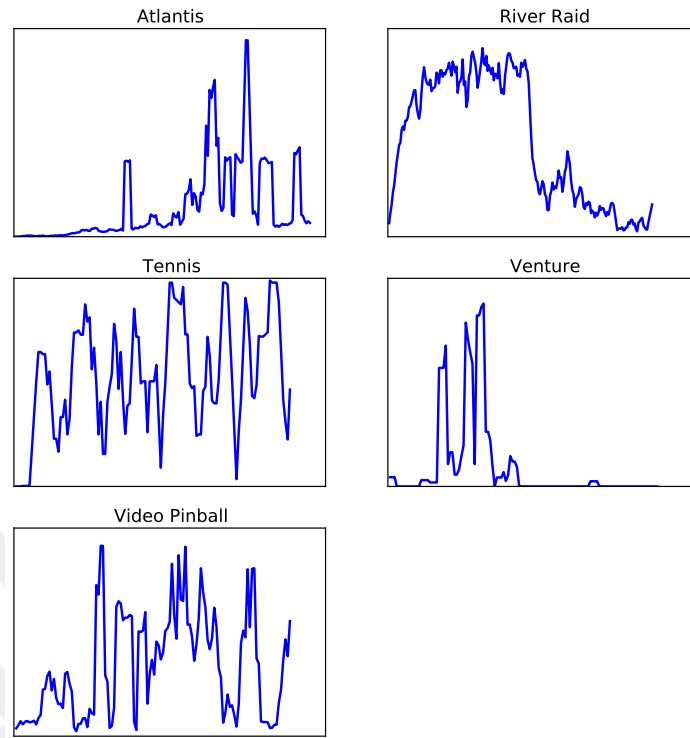 Atlantis
River Raid
Tennis
Venture
Video Pinball